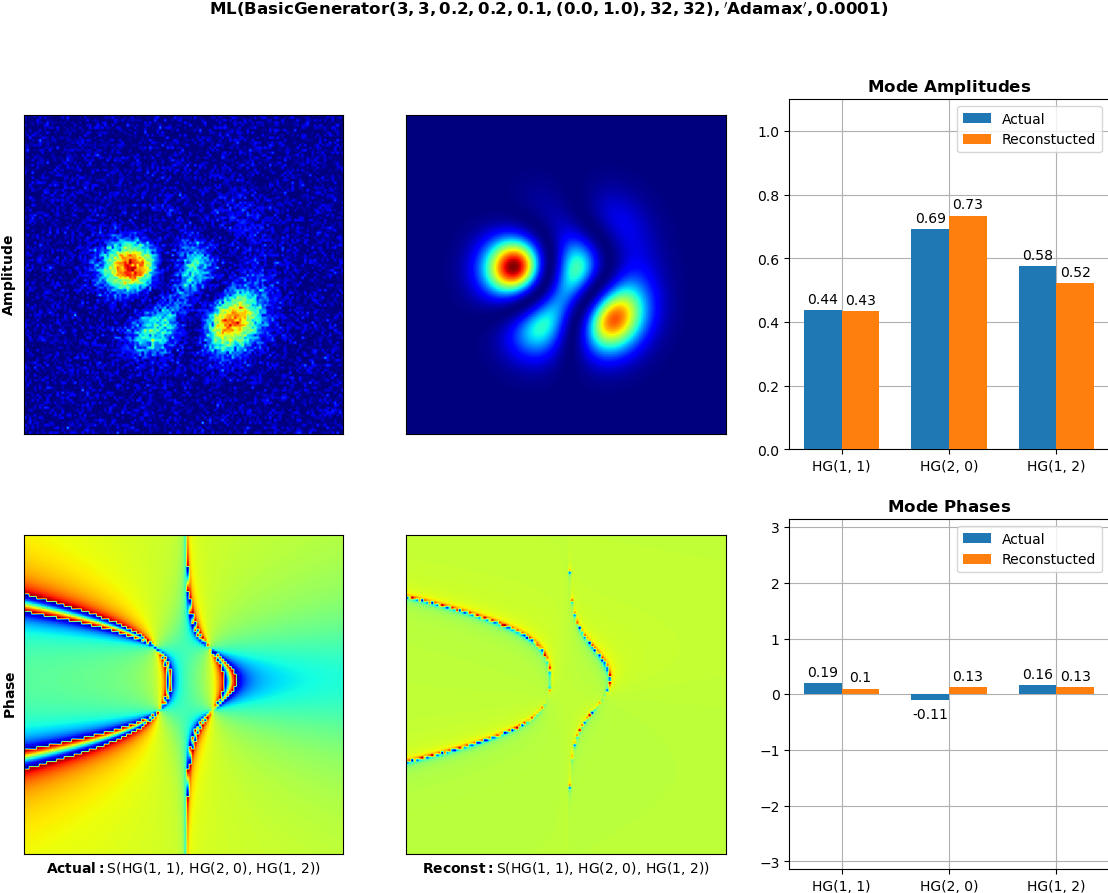 ML(BasicGenerator(3, 3, 0.2, 0.2, 0.1, (0.0, 1.0), 32, 32), 'Adamax', 0.0001)
Amplitude
Mode Amplitudes
Actual
Reconstucted
1.0
0.8
0.6
0.4
0.2
0.0
0.44
0.43
0.69
0.73
0.58
0.52
HG(1, 1)
HG(2, 0)
HG(1, 2)
Phase
Actual: S(HG(1, 1), HG(2, 0), HG(1, 2))
Reconst: S(HG(1, 1), HG(2, 0), HG(1, 2))
Mode Phases
Actual
Reconstucted
3
2
1
0
−1
−2
−3
0.19
0.1
-0.11
0.13
0.16
0.13
HG(1, 1)
HG(2, 0)
HG(1, 2)